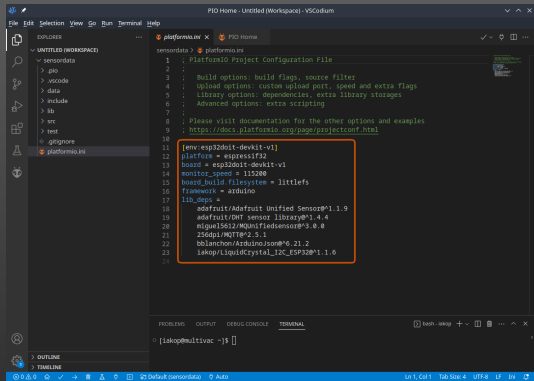 PIO Home - Untitled (Workspace) - VSCodium
File Edit Selection View Go Run Terminal Help
EXPLORER
UNTITLED (WORKSPACE)
sensordata
.pio
.vscode
data
include
lib
src
test
.gitignore
platformio.ini
OUTLINE
TIMELINE
platformio.ini
PIO Home
sensordata > platformio.ini
1 ; PlatformIO Project Configuration File
2 ;
3 ; Build options: build flags, source filter
4 ; Upload options: custom upload port, speed and extra flags
5 ; Library options: dependencies, extra library storages
6 ; Advanced options: extra scripting
7 ;
8 ; Please visit documentation for the other options and examples
9 ; https://docs.platformio.org/page/projectconf.html
10
11 [env:esp32doit-devkit-v1]
12 platform = espressif32
13 board = esp32doit-devkit-v1
14 monitor_speed = 115200
15 board_build.filesystem = littlefs
16 framework = arduino
17 lib_deps =
18 adafruit/Adafruit Unified Sensor@^1.1.9
19 adafruit/DHT sensor library@^1.4.4
20 miguel5612/MQUnifiedsensor@^3.0.0
21 256dpi/MQTT@^2.5.1
22 bblanchon/ArduinoJson@^6.21.2
23 iakop/LiquidCrystal_I2C_ESP32@^1.1.6
24
PROBLEMS OUTPUT DEBUG CONSOLE TERMINAL
bash - iakop
[iakop@multivac ~]$
0 0 Default (sensordata) Auto
Ln 1, Col 1 Tab Size: 4 UTF-8 LF Ini